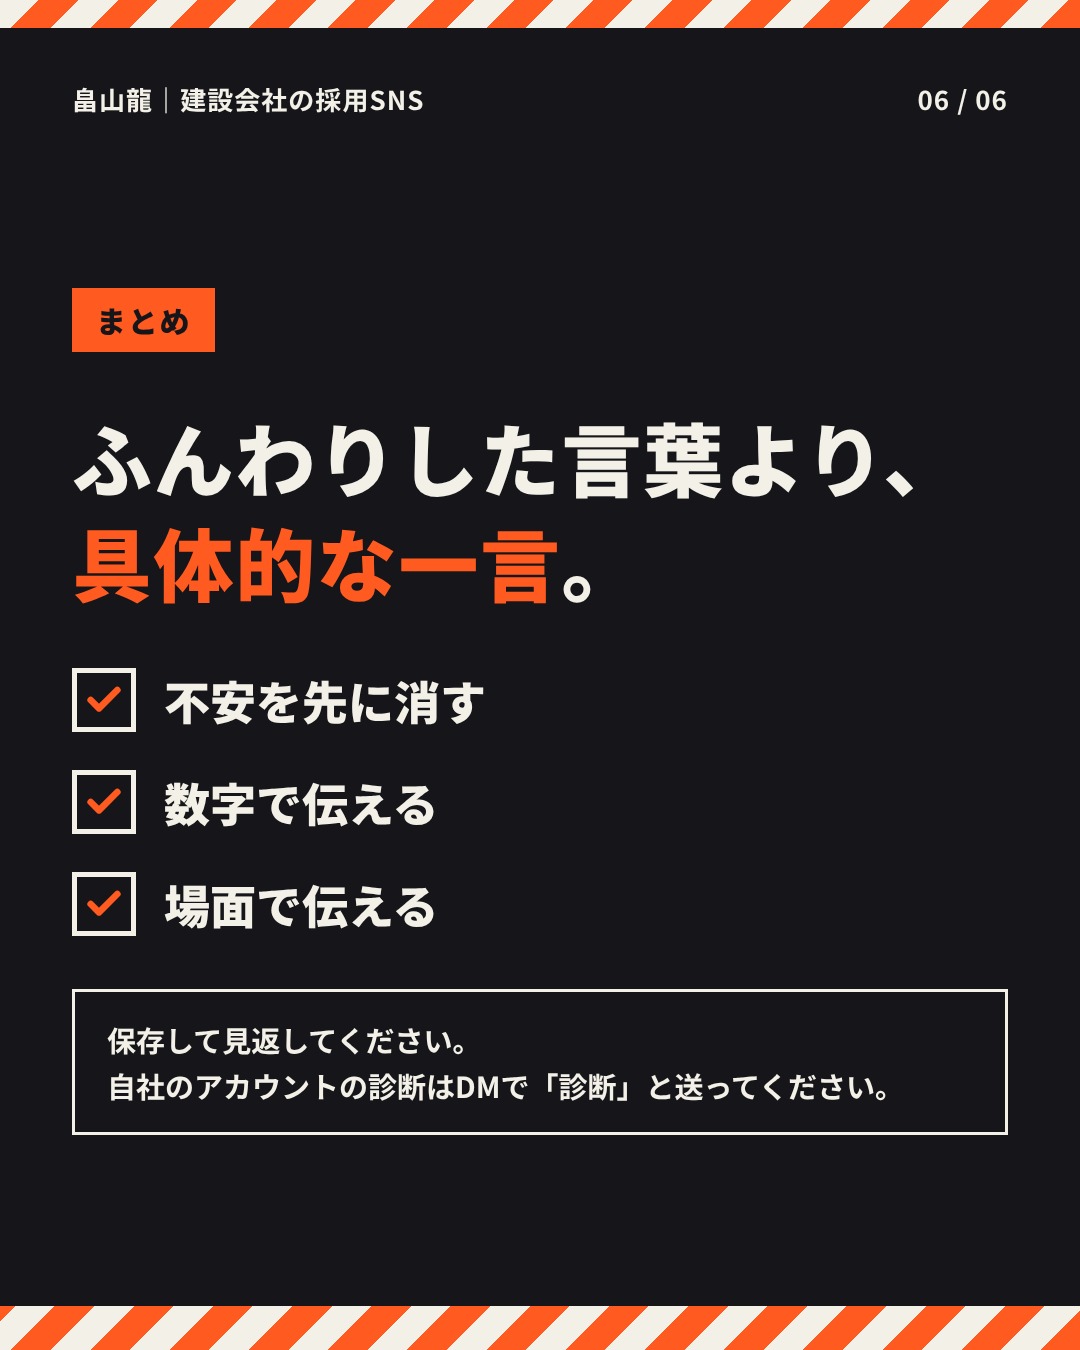 畠山龍｜建設会社の採用SNS
06 / 06
まとめ
ふんわりした言葉より、
具体的な一言。
不安を先に消す
数字で伝える
場面で伝える
保存して見返してください。
自社のアカウントの診断はDMで「診断」と送ってください。